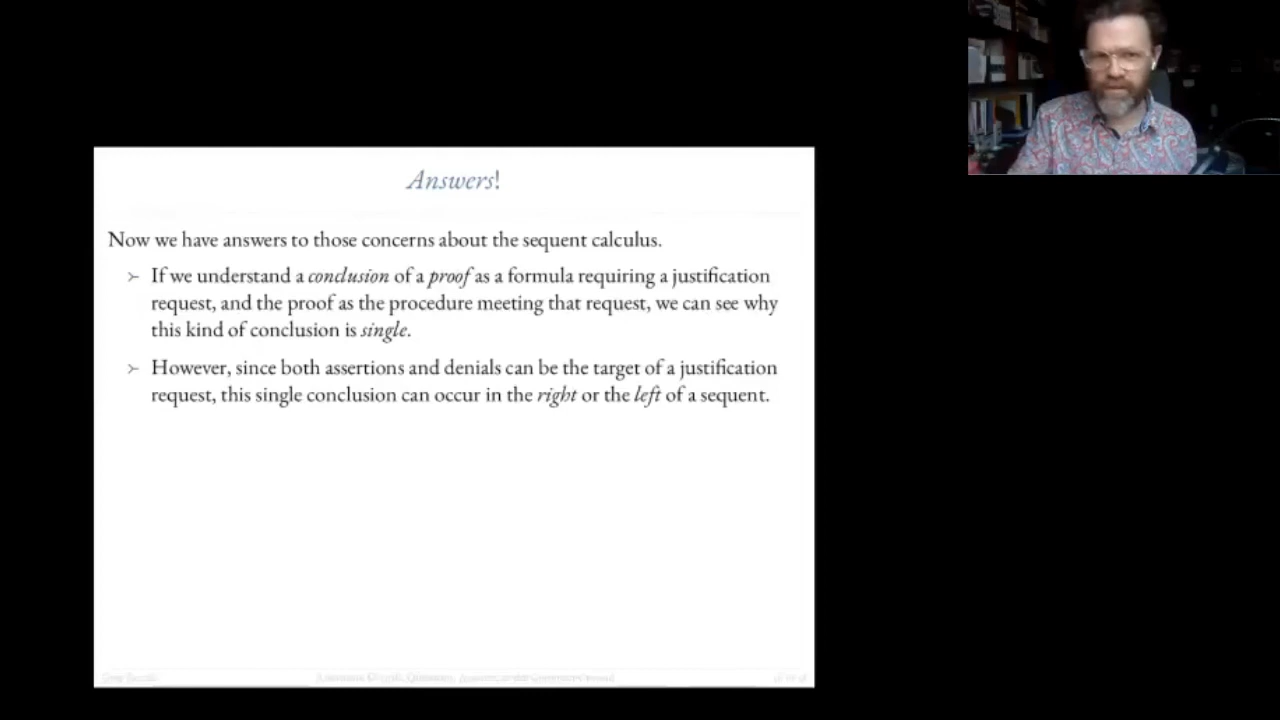 Answers!
Now we have answers to those concerns about the sequent calculus.
➢ If we understand a conclusion of a proof as a formula requiring a justification
request, and the proof as the procedure meeting that request, we can see why
this kind of conclusion is single.
➢ However, since both assertions and denials can be the target of a justification
request, this single conclusion can occur in the right or the left of a sequent.